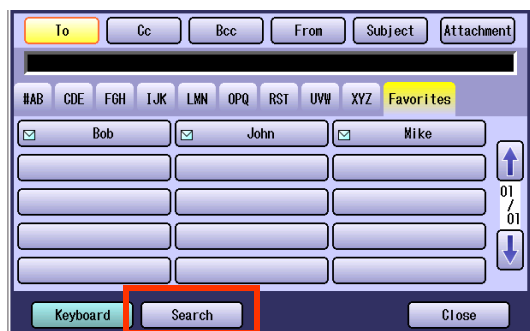 To Cc Bcc From Subject Attachment
#AB CDE FGH IJK LMN OPQ RST UVW XYZ Favorites
Bob John Mike
01
/
01
Keyboard Search Close